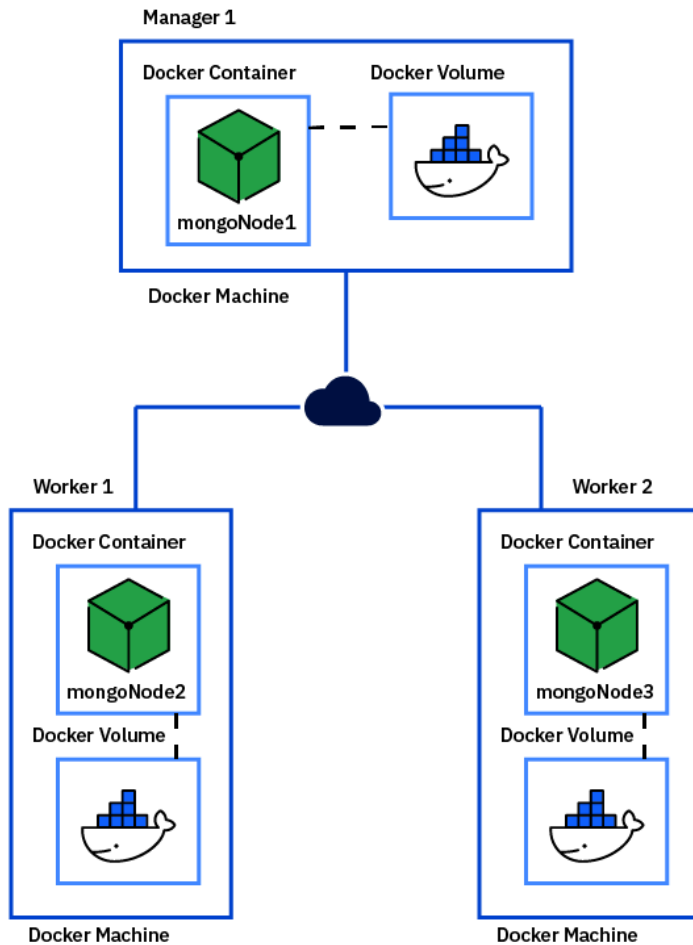 Manager 1
Docker Container
Docker Volume
mongoNode1
Docker Machine
Worker 1
Docker Container
mongoNode2
Docker Volume
Docker Machine
Worker 2
Docker Container
mongoNode3
Docker Volume
Docker Machine